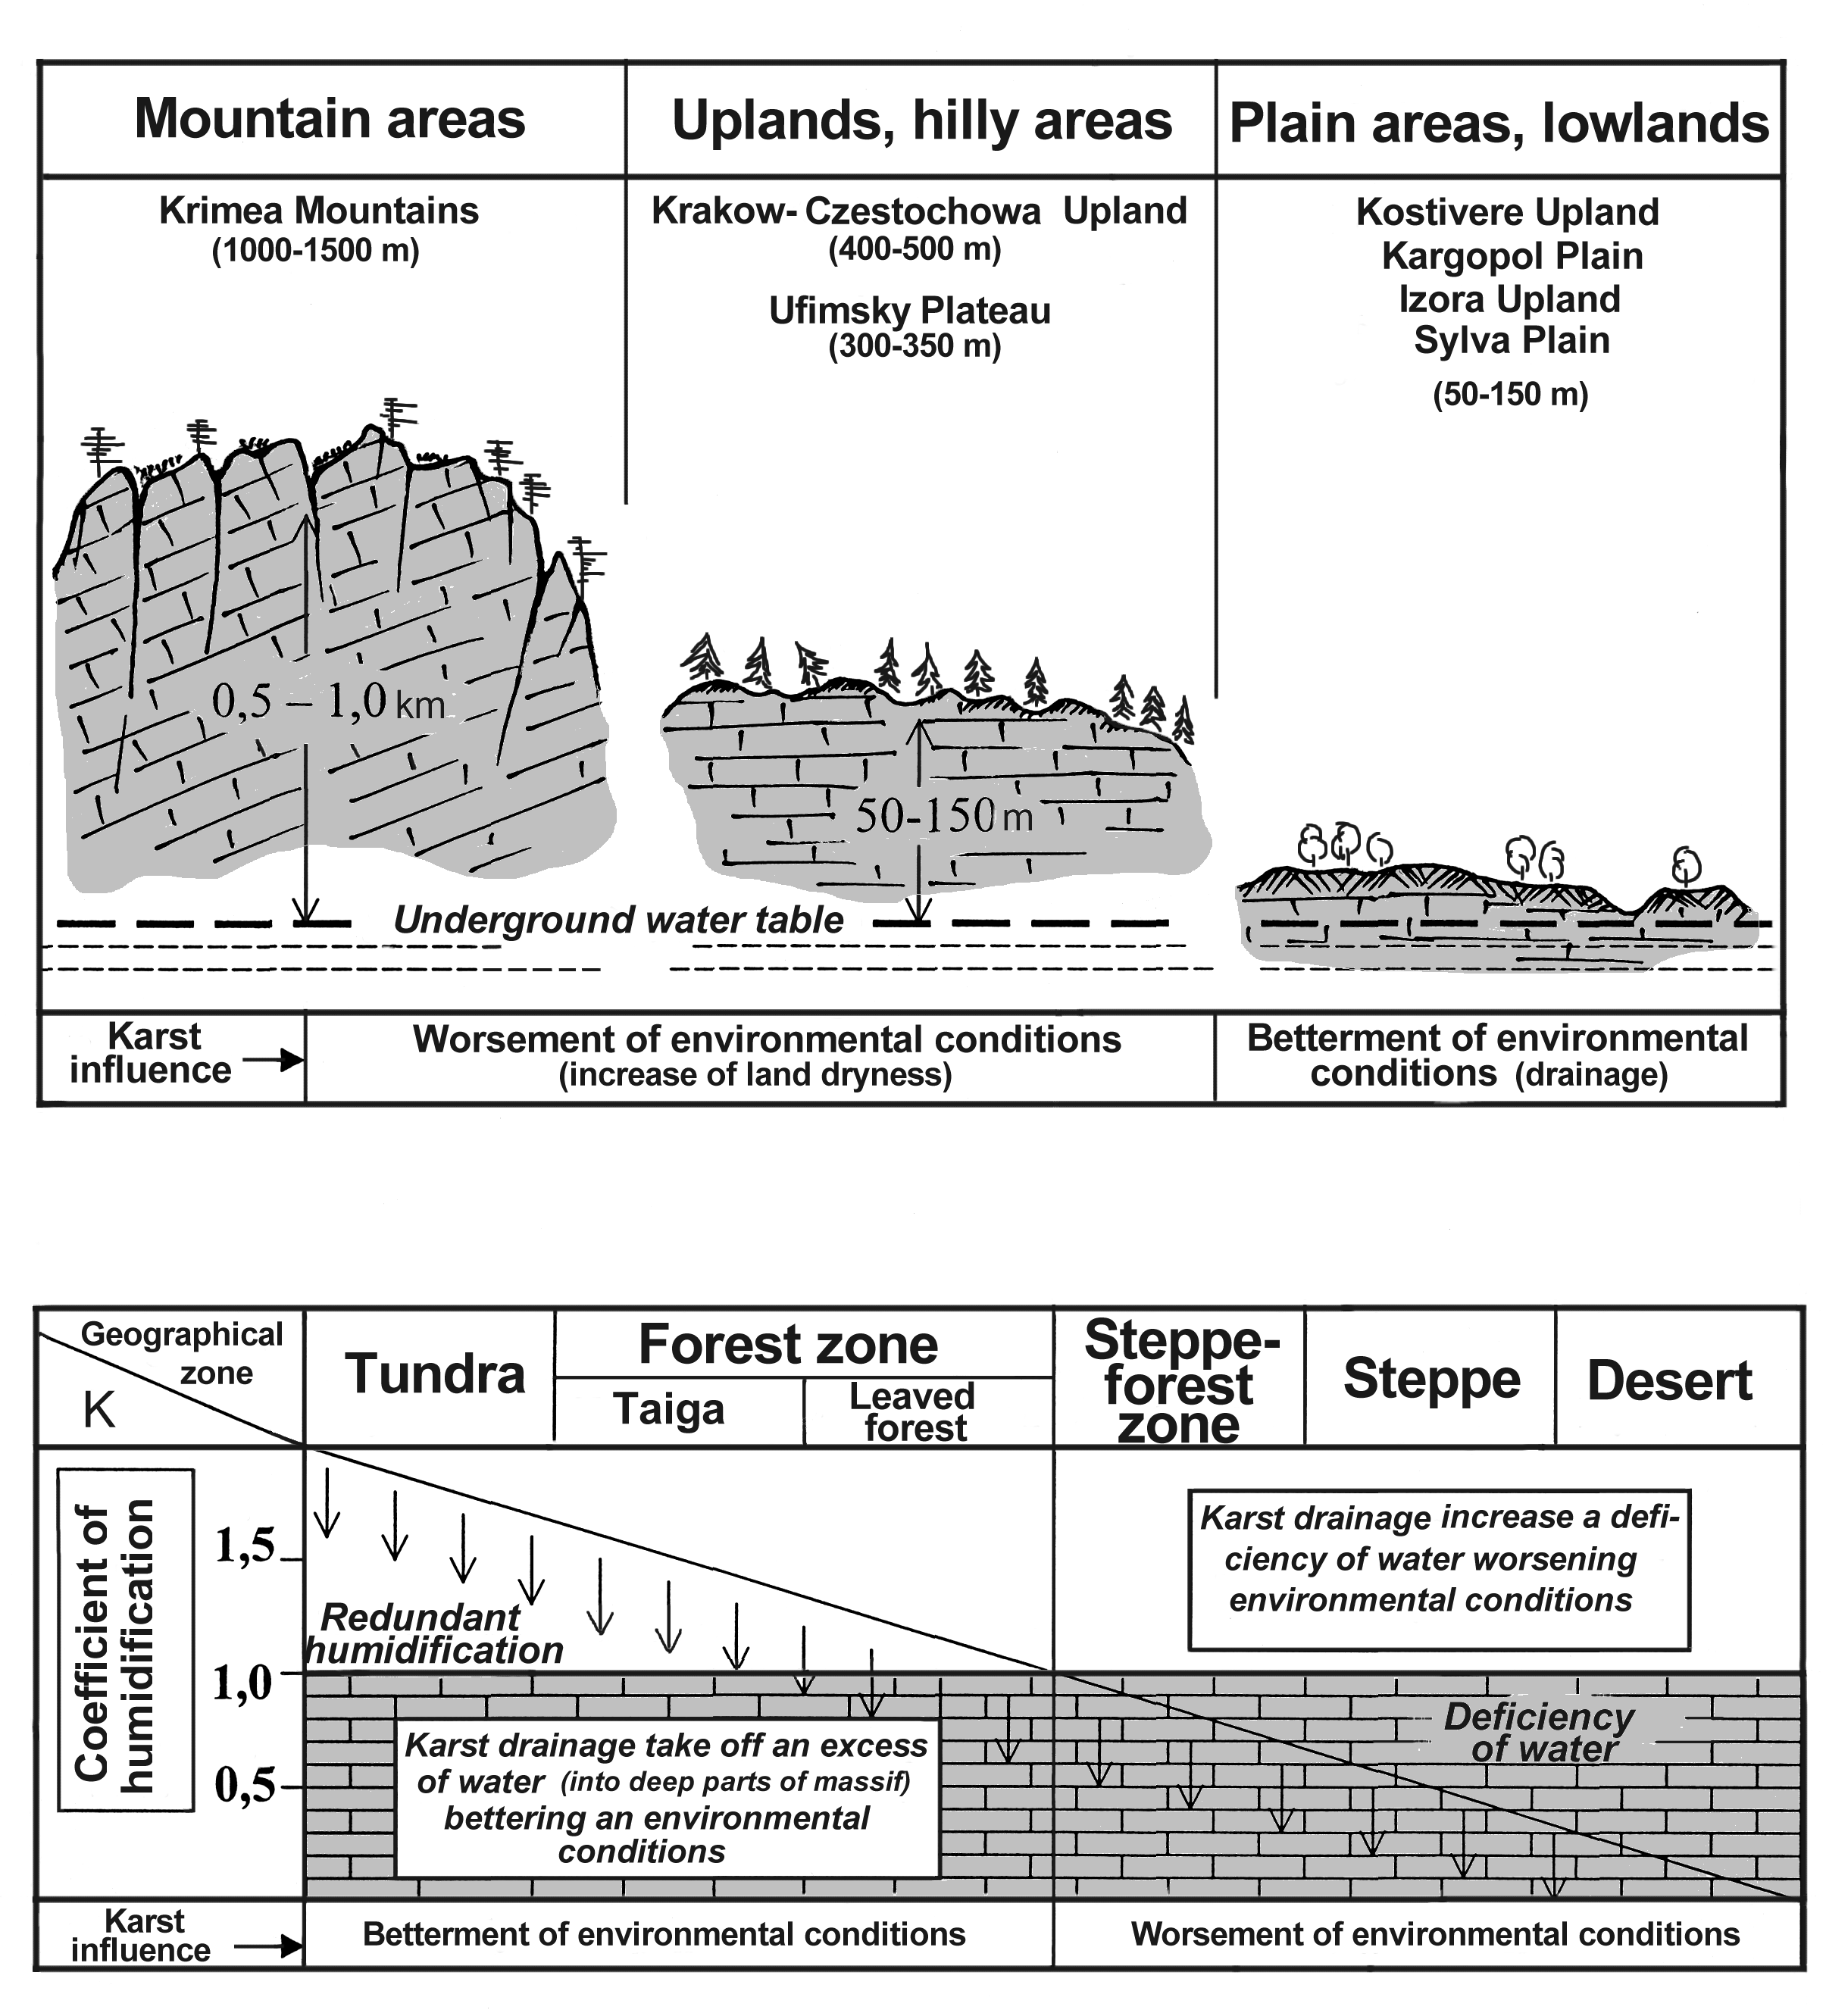 Mountain areas
Uplands, hilly areas
Plain areas, lowlands
Krimea Mountains
(1000-1500 m)
Krakow- Czestochowa Upland
(400-500 m)
Ufimsky Plateau
(300-350 m)
Kostivere Upland
Kargopol Plain
Izora Upland
Sylva Plain
(50-150 m)
0,5 – 1,0 km
50-150 m
Underground water table
Karst
influence
Worsement of environmental conditions
(increase of land dryness)
Betterment of environmental
conditions (drainage)
Geographical
zone
K
Tundra
Forest zone
Taiga
Leaved
forest
Steppe-
forest
zone
Steppe
Desert
Coefficient of
humidification
1,5
1,0
0,5
Redundant
humidification
Karst drainage increase a defi-
ciency of water worsening
environmental conditions
Deficiency
of water
Karst drainage take off an excess
of water (into deep parts of massif)
bettering an environmental
conditions
Karst
influence
Betterment of environmental conditions
Worsement of environmental conditions